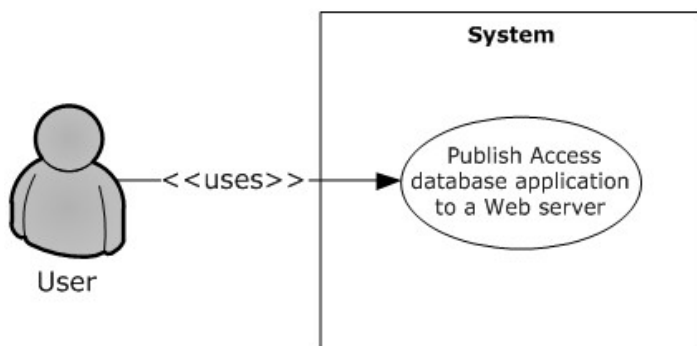 System
<<uses>>
Publish Access
database application
to a Web server
User